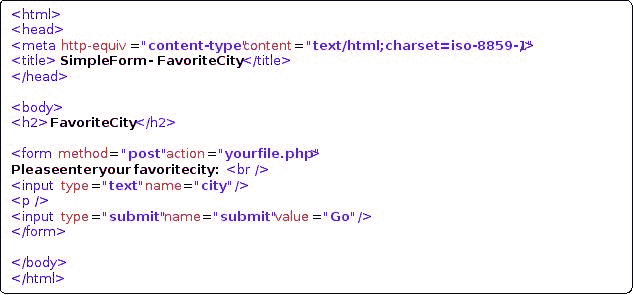 <html>
<head>
<meta http-equiv="content-type" content="text/html;charset=iso-8859-1">
<title> SimpleForm - FavoriteCity</title>
</head>
<body>
<h2> FavoriteCity</h2>
<form method="post" action="yourfile.php">
Pleaseenteryour favoritecity: <br />
<input type="text" name="city" />
<p />
<input type="submit" name="submit" value="Go" />
</form>
</body>
</html>